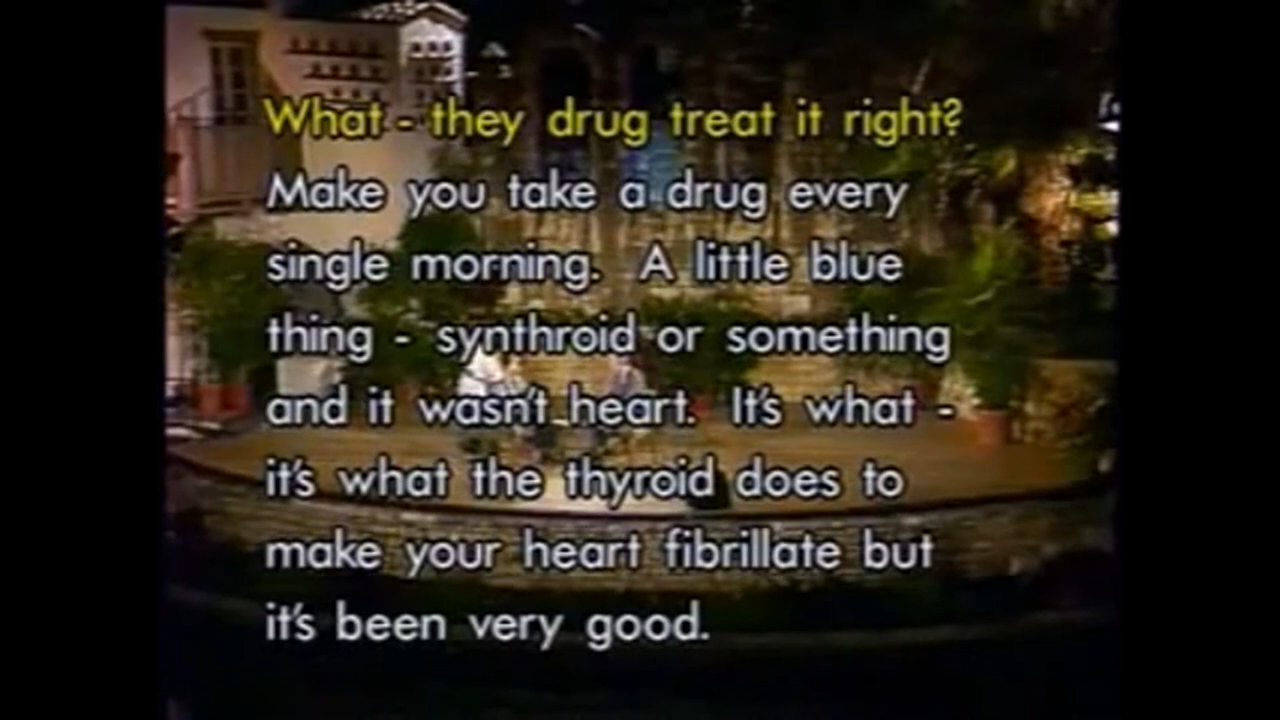 What - they drug treat it right?
Make you take a drug every
single morning. A little blue
thing - synthroid or something
and it wasn't heart. It's what -
it's what the thyroid does to
make your heart fibrillate but
it's been very good.